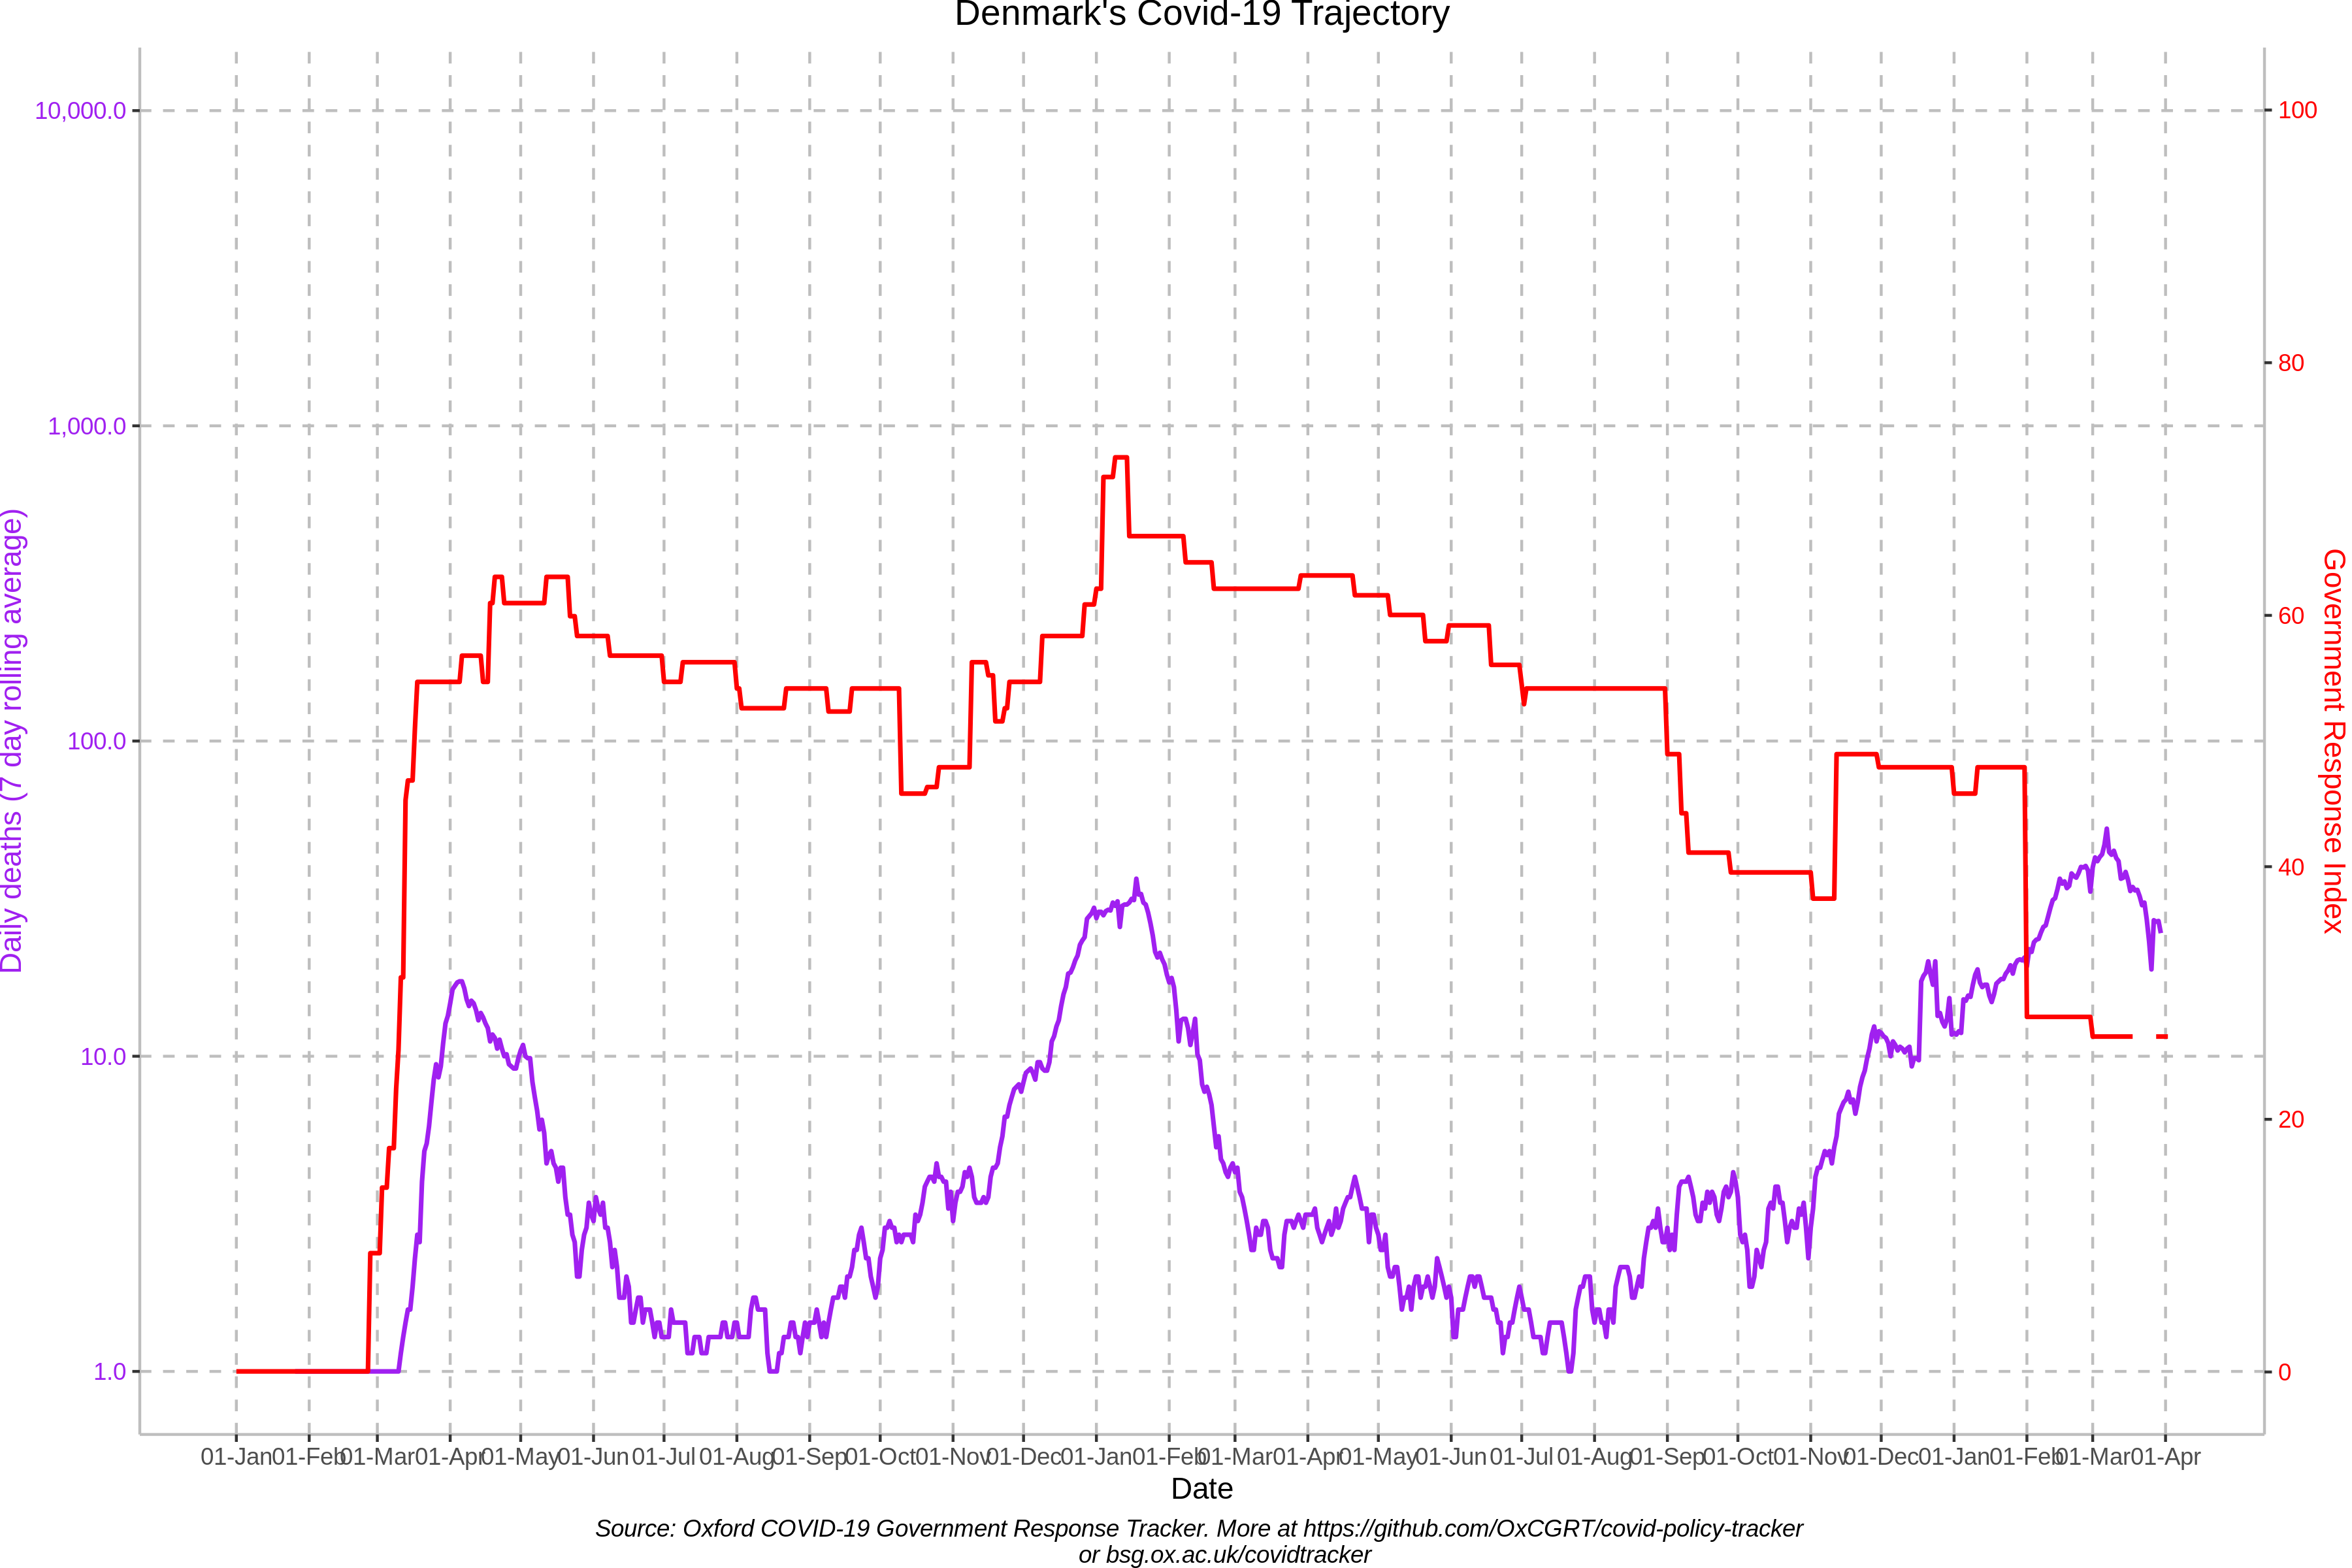 Denmark's Covid-19 Trajectory
Daily deaths (7 day rolling average)
10,000.0
1,000.0
100.0
10.0
1.0
100
80
60
40
20
0
Government Response Index
01-Jan 01-Feb 01-Mar 01-Apr 01-May 01-Jun 01-Jul 01-Aug 01-Sep 01-Oct 01-Nov 01-Dec 01-Jan 01-Feb 01-Mar 01-Apr 01-May 01-Jun 01-Jul 01-Aug 01-Sep 01-Oct 01-Nov 01-Dec 01-Jan 01-Feb 01-Mar 01-Apr
Date
Source: Oxford COVID-19 Government Response Tracker. More at https://github.com/OxCGRT/covid-policy-tracker
or bsg.ox.ac.uk/covidtracker